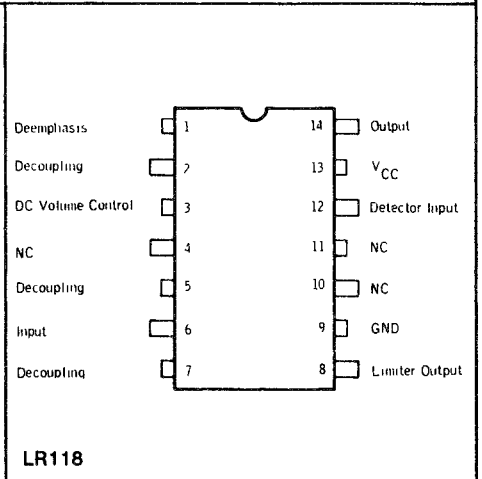 Deemphasis 1 14 Output
Decoupling 2 13 VCC
DC Volume Control 3 12 Detector Input
NC 4 11 NC
Decoupling 5 10 NC
Input 6 9 GND
Decoupling 7 8 Limiter Output
LR118